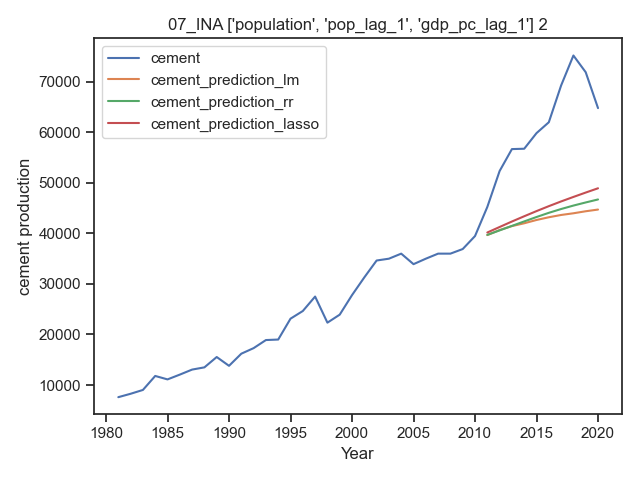 07_INA ['population', 'pop_lag_1', 'gdp_pc_lag_1'] 2
cement
cement_prediction_lm
cement_prediction_rr
cement_prediction_lasso
70000
60000
50000
40000
30000
20000
10000
cement production
1980 1985 1990 1995 2000 2005 2010 2015 2020
Year